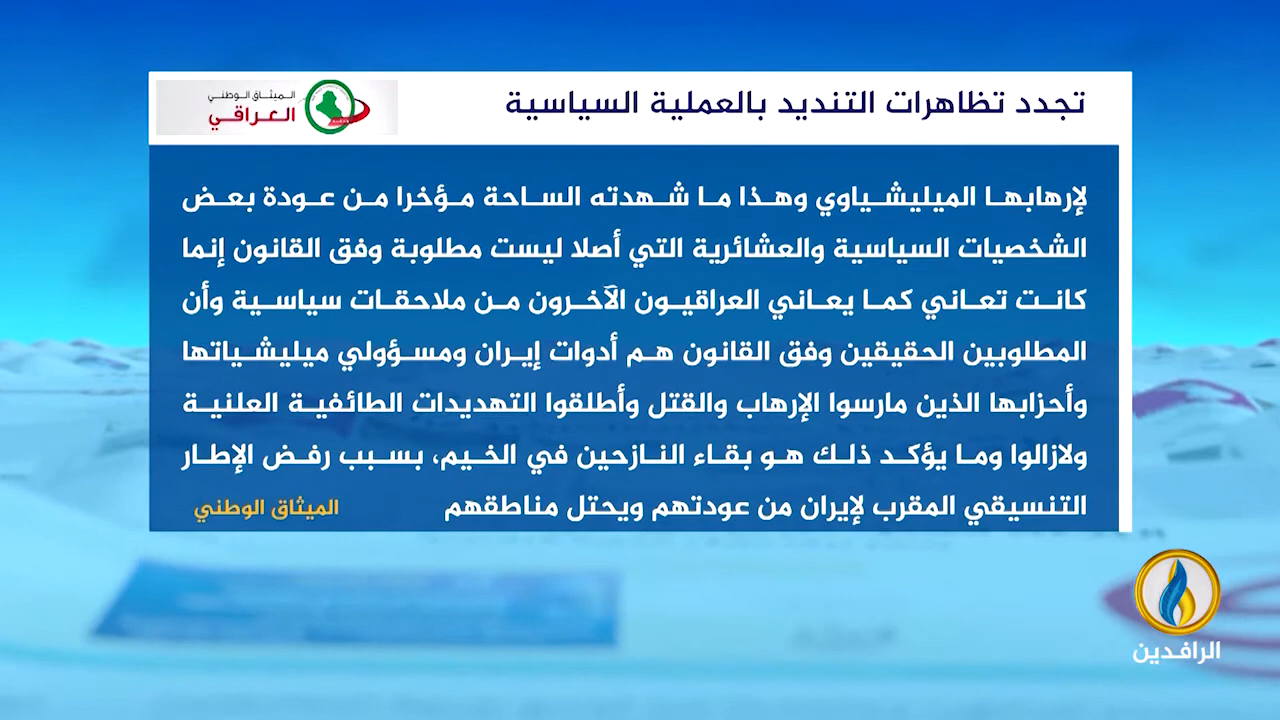 الميثاق الوطني
العراقي
تجدد تظاهرات التنديد بالعملية السياسية
لإرهابها الميليشياوي وهذا ما شهدته الساحة مؤخرا من عودة بعض
الشخصيات السياسية والعشائرية التي أصلا ليست مطلوبة وفق القانون إنما
كانت تعاني كما يعاني العراقيون الآخرون من ملاحقات سياسية وأن
المطلوبين الحقيقين وفق القانون هم أدوات إيران ومسؤولي ميليشياتها
وأحزابها الذين مارسوا الإرهاب والقتل وأطلقوا التهديدات الطائفية العلنية
ولازالوا وما يؤكد ذلك هو بقاء النازحين في الخيم، بسبب رفض الإطار
التنسيقي المقرب لإيران من عودتهم ويحتل مناطقهم
الميثاق الوطني
الرافدين